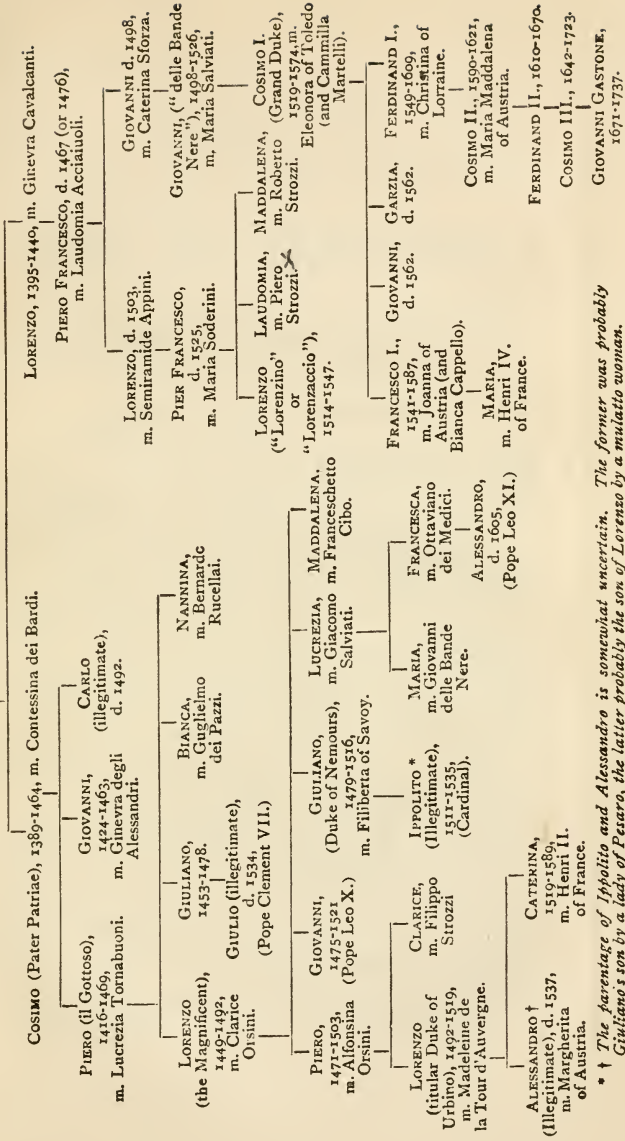 COSIMO (Pater Patriae), 1389-1464, m. Contessina dei Bardi.
LORENZO, 1395-1440, m. Ginevra Cavalcanti.
PIERO (il Gottoso),
1416-1469,
m. Lucrezia Tornabuoni.
GIOVANNI,
1424-1463,
m. Ginevra degli
Alessandri.
CARLO
(illegitimate),
d. 1492.
PIERO FRANCESCO, d. 1467 (or 1476),
m. Laudomia Acciaiuoli.
LORENZO
(the Magnificent),
1449-1492,
m. Clarice
Orsini.
GIULIANO,
1453-1478.
GIULIO (illegitimate),
d. 1534,
(Pope Clement VII.)
BIANCA,
m. Guglielmo
dei Pazzi.
NANNINA,
m. Bernardo
Rucellai.
LORENZO, d. 1503,
m. Semiramide Appini.
PIER FRANCESCO,
d. 1525,
m. Maria Soderini.
GIOVANNI d. 1498,
m. Caterina Sforza.
GIOVANNI, ("delle Bande
Nere"), 1498-1526,
m. Maria Salviati.
PIERO,
1471-1503,
m. Alfonsina
Orsini.
GIOVANNI,
1475-1521
(Pope Leo X.)
GIULIANO,
(Duke of Nemours),
1479-1516,
m. Filiberta of Savoy.
LUCREZIA,
m. Giacomo
Salviati.
MADDALENA.
m. Franceschetto
Cibo.
LORENZO
("Lorenzino")
or
"Lorenzaccio"),
1514-1547.
LAUDOMIA,
m. Piero
Strozzi.
MADDALENA,
m. Roberto
Strozzi.
COSIMO I.
(Grand Duke),
1519-1574, m.
Eleonora of Toledo
(and Cammilla
Martelli).
LORENZO
(titular Duke of
Urbino), 1492-1519,
m. Madeleine de
la Tour d'Auvergne.
CLARICE,
m. Filippo
Strozzi
IPPOLITO *
(Illegitimate),
1511-1535,
(Cardinal).
MARIA,
m. Giovanni
delle Bande
Nere.
FRANCESCA,
m. Ottaviano
dei Medici.
ALESSANDRO,
d. 1605,
(Pope Leo XI.)
FRANCESCO I.,
1541-1587,
m. Joanna of
Austria (and
Bianca Cappello).
MARIA,
m. Henri IV.
of France.
GIOVANNI,
d. 1562.
GARZIA,
d. 1562.
FERDINAND I.,
1549-1609,
m. Christina of
Lorraine.
COSIMO II., 1590-1621,
m. Maria Maddalena
of Austria.
FERDINAND II., 1610-1670.
COSIMO III., 1642-1723.
GIOVANNI GASTONE,
1671-1737.
ALESSANDRO †
(Illegitimate), d. 1537,
m. Margherita
of Austria.
CATERINA,
1519-1589,
m. Henri II.
of France.
* † The parentage of Ippolito and Alessandro is somewhat uncertain. The former was probably
Giuliano's son by a lady of Pesaro, the latter probably the son of Lorenzo by a mulatto woman.